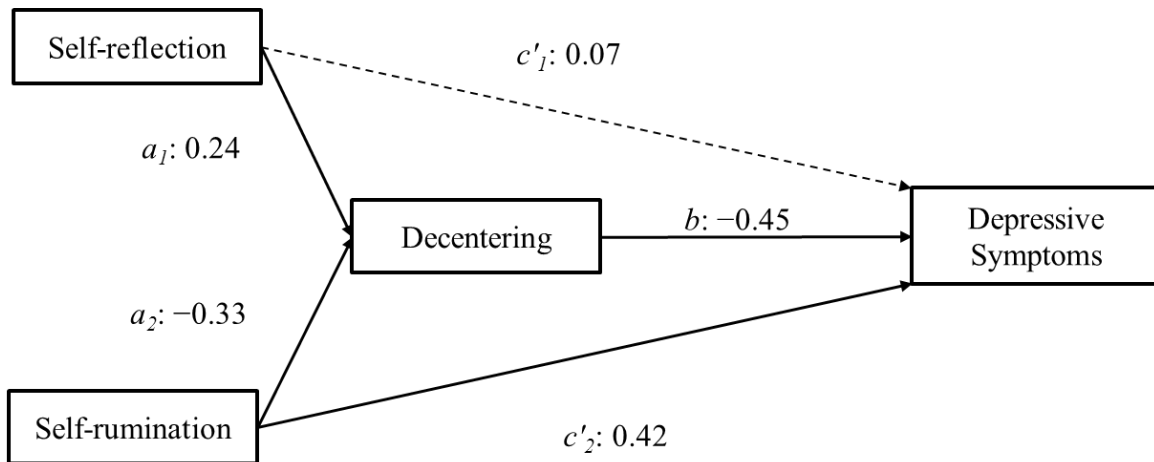 Self-reflection
c′₁: 0.07
a₁: 0.24
Decentering
b: −0.45
Depressive
Symptoms
a₂: −0.33
Self-rumination
c′₂: 0.42